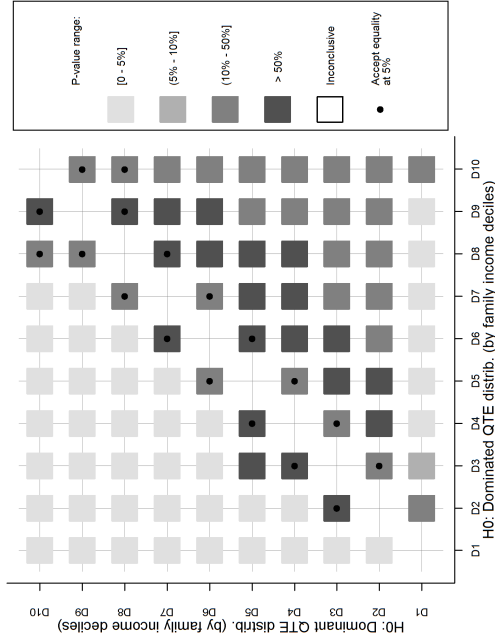 P-value range:
[0 - 5%]
(5% - 10%]
(10% - 50%]
> 50%
Inconclusive
Accept equality
at 5%
D10
D9
D8
D7
D6
D5
D4
D3
D2
D1
H0: Dominant QTE distrib. (by family income deciles)
D1
D2
D3
D4
D5
D6
D7
D8
D9
D10
H0: Dominated QTE distrib. (by family income deciles)